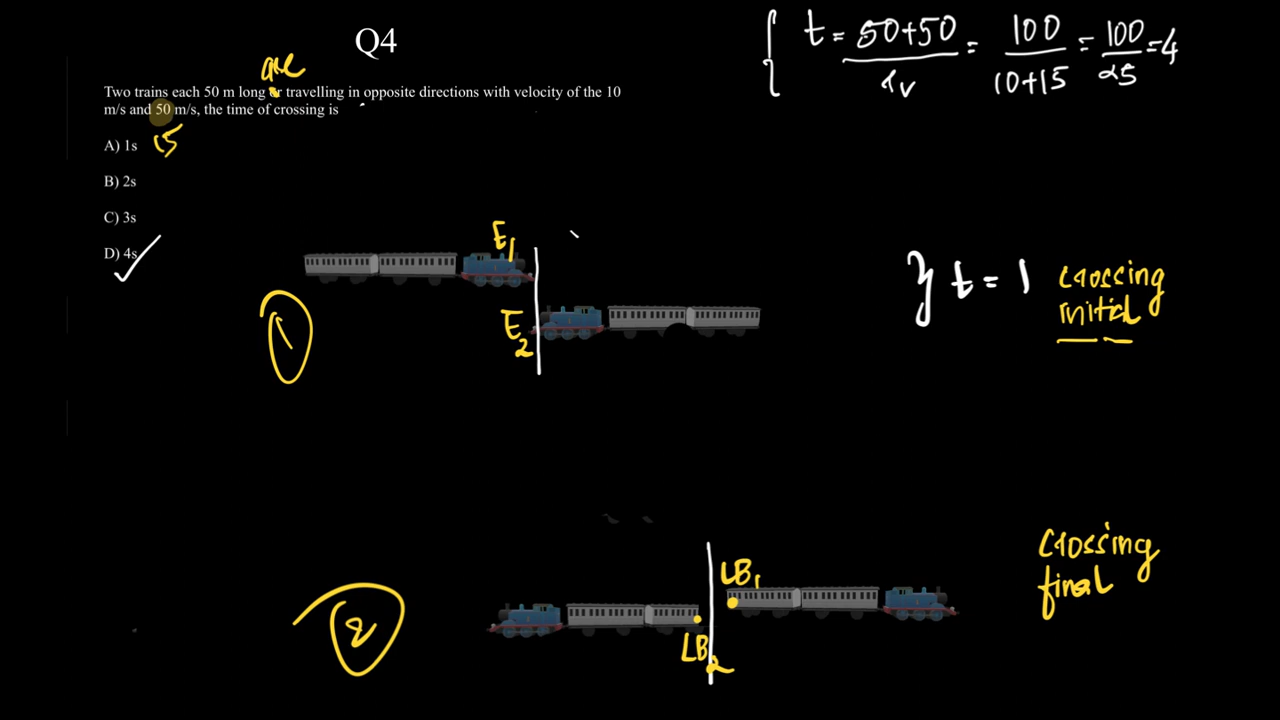 Q4
are
Two trains each 50 m long or travelling in opposite directions with velocity of the 10
m/s and 50 m/s, the time of crossing is
15
A) 1s
B) 2s
C) 3s
D) 4s
t = 50+50 / = 100 / 10+15 = 100 / 25 = 4
E1
E2
1
} t = 1
crossing
initial
crossing
final
LB1
LB2
2